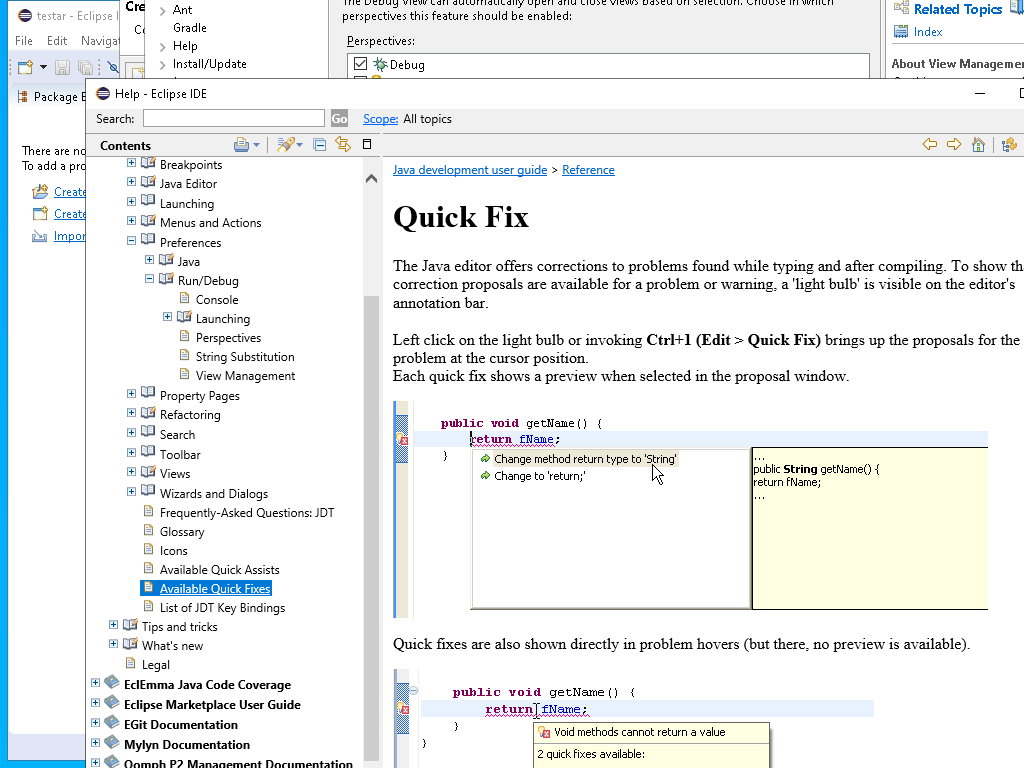 testar - Eclipse I
File Edit Navigat
Package E
There are no
To add a pro
Create
Create
Impor
Cre
Ant
Gradle
Help
Install/Update
The Debug View can automatically open and close views based on selection. Choose in which
perspectives this feature should be enabled:
Perspectives:
Debug
Related Topics
Index
About View Managemer
Help - Eclipse IDE
Search:
Go
Scope: All topics
Contents
Breakpoints
Java Editor
Launching
Menus and Actions
Preferences
Java
Run/Debug
Console
Launching
Perspectives
String Substitution
View Management
Property Pages
Refactoring
Search
Toolbar
Views
Wizards and Dialogs
Frequently-Asked Questions: JDT
Glossary
Icons
Available Quick Assists
Available Quick Fixes
List of JDT Key Bindings
Tips and tricks
What's new
Legal
EclEmma Java Code Coverage
Eclipse Marketplace User Guide
EGit Documentation
Mylyn Documentation
Oomph P2 Management Documentation
Java development user guide > Reference
Quick Fix
The Java editor offers corrections to problems found while typing and after compiling. To show tha
correction proposals are available for a problem or warning, a 'light bulb' is visible on the editor's
annotation bar.
Left click on the light bulb or invoking Ctrl+1 (Edit > Quick Fix) brings up the proposals for the
problem at the cursor position.
Each quick fix shows a preview when selected in the proposal window.
public void getName() {
return fName;
}
Change method return type to 'String'
Change to 'return;'
...
public String getName() {
return fName;
...
Quick fixes are also shown directly in problem hovers (but there, no preview is available).
public void getName() {
return fName;
}
}
Void methods cannot return a value
2 quick fixes available: